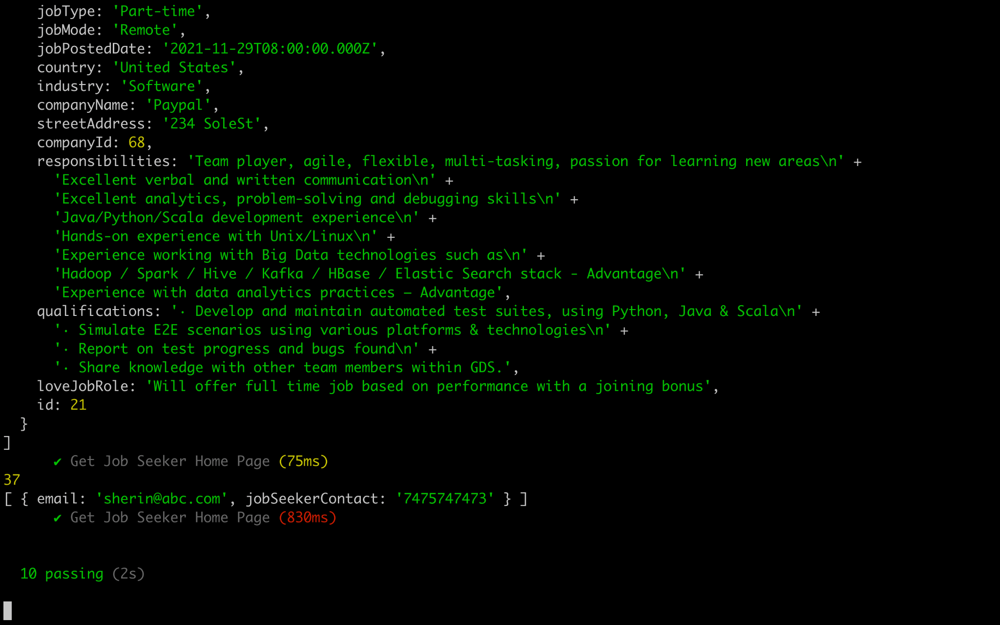 jobType: 'Part-time',
jobMode: 'Remote',
jobPostedDate: '2021-11-29T08:00:00.000Z',
country: 'United States',
industry: 'Software',
companyName: 'Paypal',
streetAddress: '234 SoleSt',
companyId: 68,
responsibilities: 'Team player, agile, flexible, multi-tasking, passion for learning new areas\n' +
'Excellent verbal and written communication\n' +
'Excellent analytics, problem-solving and debugging skills\n' +
'Java/Python/Scala development experience\n' +
'Hands-on experience with Unix/Linux\n' +
'Experience working with Big Data technologies such as\n' +
'Hadoop / Spark / Hive / Kafka / HBase / Elastic Search stack - Advantage\n' +
'Experience with data analytics practices – Advantage',
qualifications: '· Develop and maintain automated test suites, using Python, Java & Scala\n' +
'· Simulate E2E scenarios using various platforms & technologies\n' +
'· Report on test progress and bugs found\n' +
'· Share knowledge with other team members within GDS.',
loveJobRole: 'Will offer full time job based on performance with a joining bonus',
id: 21
}
]
✔ Get Job Seeker Home Page (75ms)
37
[ { email: 'sherin@abc.com', jobSeekerContact: '7475747473' } ]
✔ Get Job Seeker Home Page (830ms)
10 passing (2s)